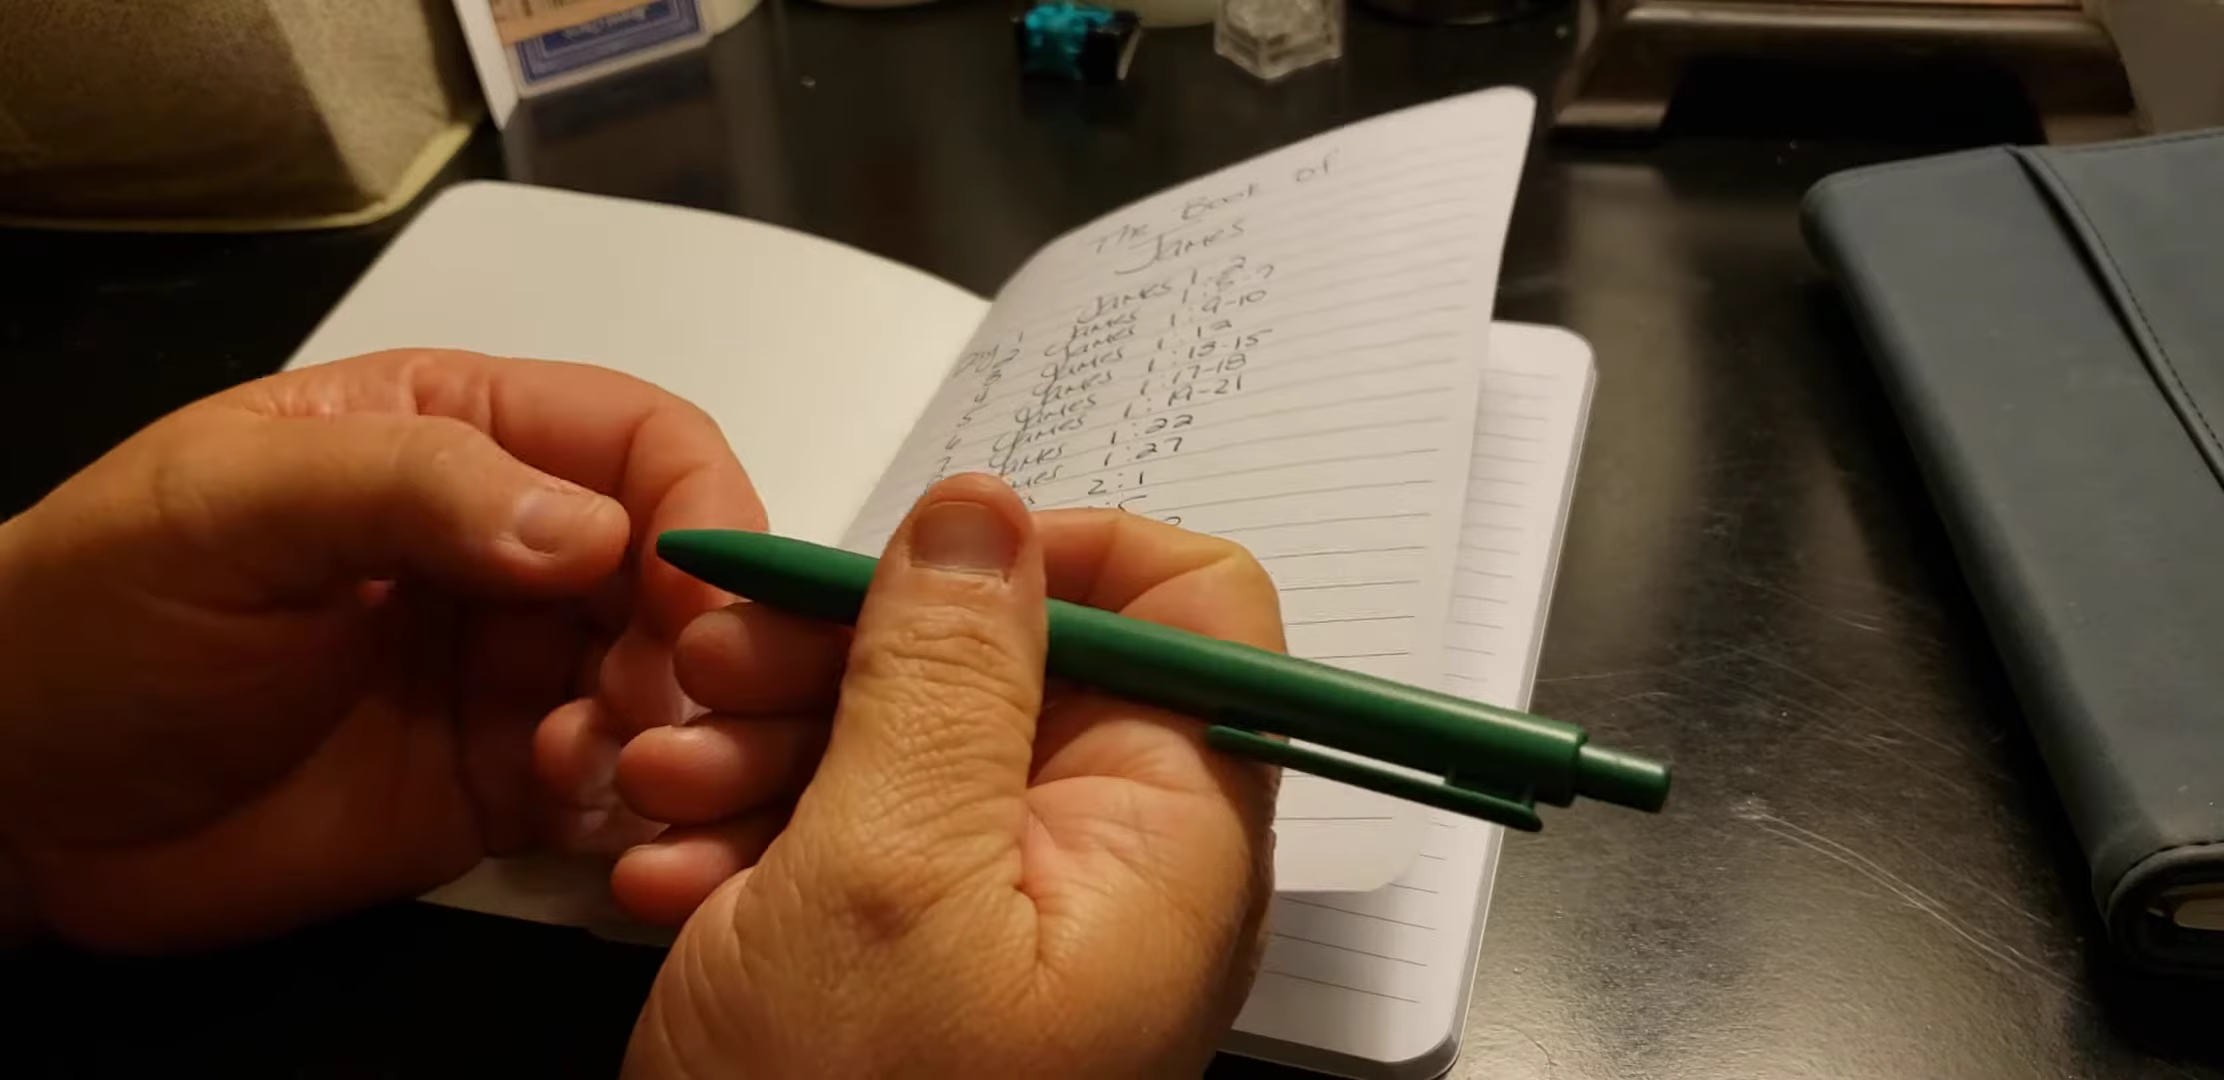 The Book of
James
Day 1 James 1:2
2 James 1:5-7
3 James 1:9-10
4 James 1:12
5 James 1:13-15
6 James 1:17-18
7 James 1:19-21
James 1:22
1:27
2:1